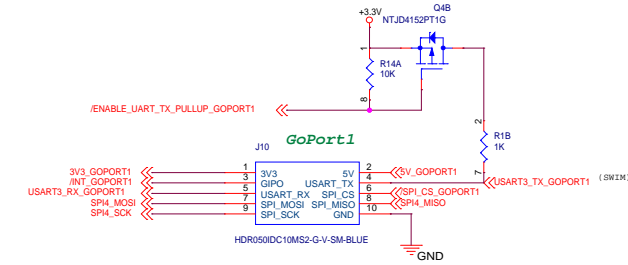 Q4B
+3.3V
NTJD4152PT1G
1
R14A
10K
8
/ENABLE_UART_TX_PULLUP_GOPORT1
2
R1B
1K
7
GoPort1
J10
3V3_GOPORT1 1 3V3 5V 2 5V_GOPORT1
/INT_GOPORT1 3 GIPO USART_TX 4 USART3_TX_GOPORT1 (SWIM)
USART3_RX_GOPORT1 5 USART_RX SPI_CS 6 /SPI_CS_GOPORT1
SPI4_MOSI 7 SPI_MOSI SPI_MISO 8 SPI4_MISO
SPI4_SCK 9 SPI_SCK GND 10
HDR050IDC10MS2-G-V-SM-BLUE
GND